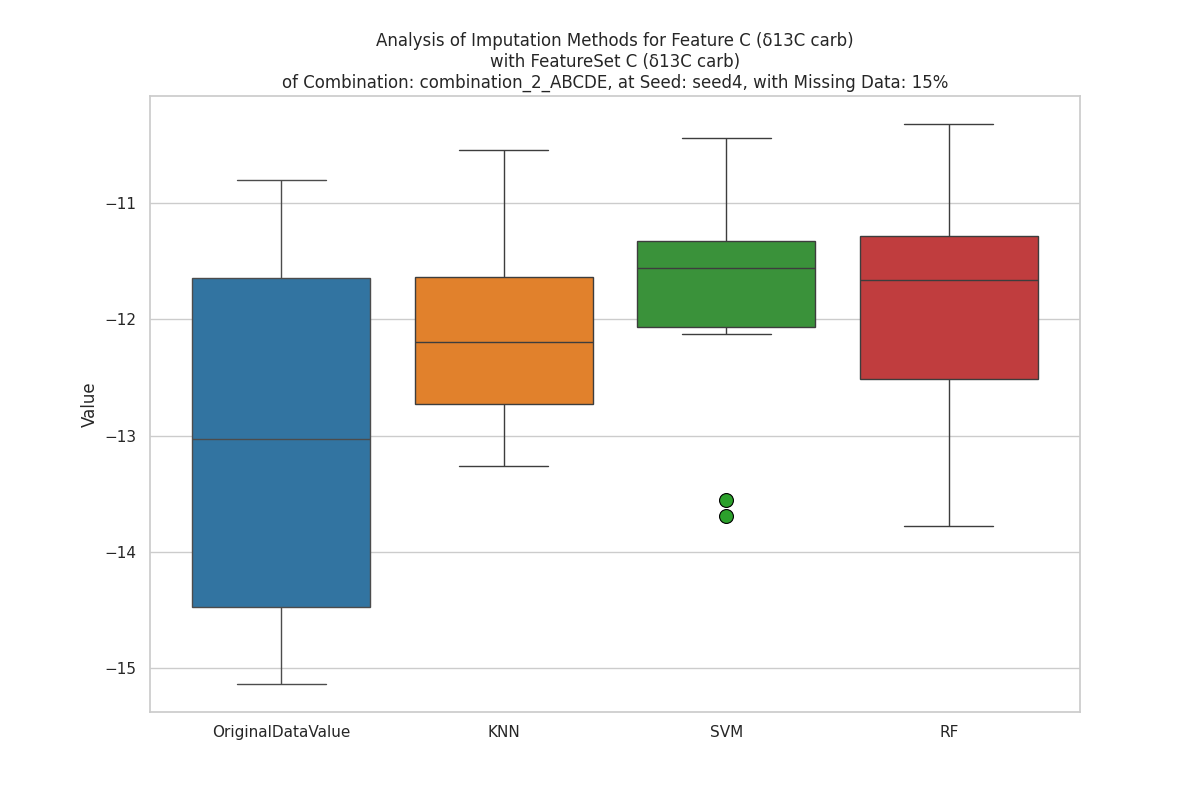 Analysis of Imputation Methods for Feature C (δ13C carb)
with FeatureSet C (δ13C carb)
of Combination: combination_2_ABCDE, at Seed: seed4, with Missing Data: 15%
−11
−12
−13
−14
−15
Value
OriginalDataValue
KNN
SVM
RF